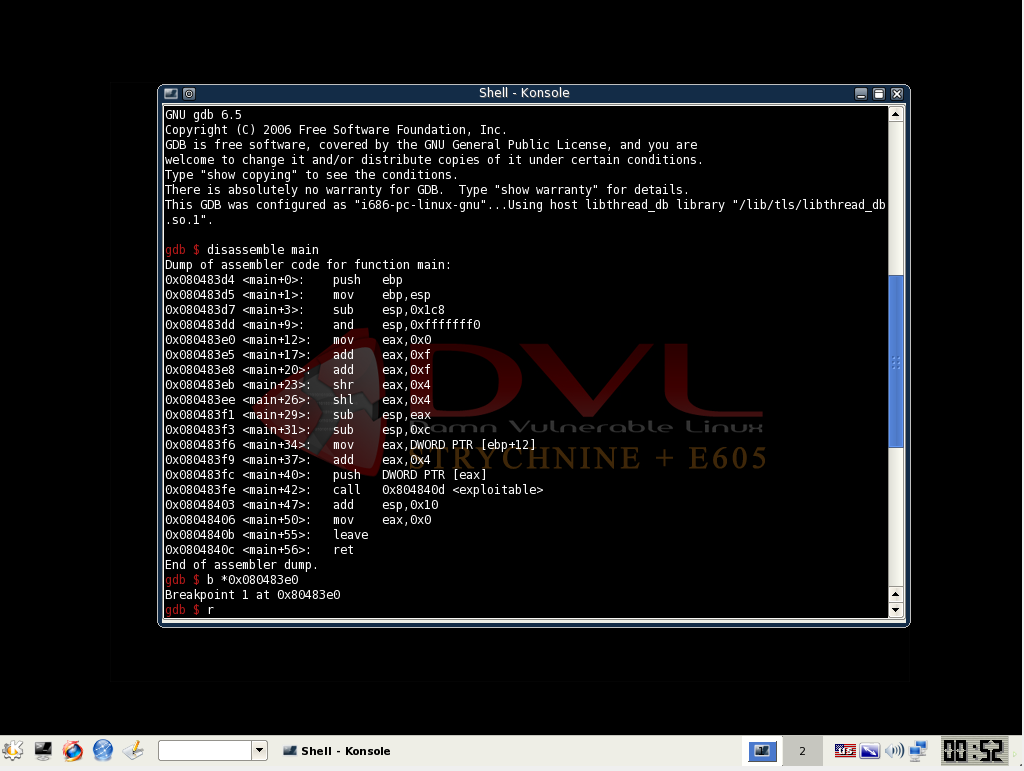 Shell - Konsole
GNU gdb 6.5
Copyright (C) 2006 Free Software Foundation, Inc.
GDB is free software, covered by the GNU General Public License, and you are
welcome to change it and/or distribute copies of it under certain conditions.
Type "show copying" to see the conditions.
There is absolutely no warranty for GDB.  Type "show warranty" for details.
This GDB was configured as "i686-pc-linux-gnu"...Using host libthread_db library "/lib/tls/libthread_db
.so.1".
gdb $ disassemble main
Dump of assembler code for function main:
0x080483d4 <main+0>:    push   ebp
0x080483d5 <main+1>:    mov    ebp,esp
0x080483d7 <main+3>:    sub    esp,0x1c8
0x080483dd <main+9>:    and    esp,0xfffffff0
0x080483e0 <main+12>:   mov    eax,0x0
0x080483e5 <main+17>:   add    eax,0xf
0x080483e8 <main+20>:   add    eax,0xf
0x080483eb <main+23>:   shr    eax,0x4
0x080483ee <main+26>:   shl    eax,0x4
0x080483f1 <main+29>:   sub    esp,eax
0x080483f3 <main+31>:   sub    esp,0xc
0x080483f6 <main+34>:   mov    eax,DWORD PTR [ebp+12]
0x080483f9 <main+37>:   add    eax,0x4
0x080483fc <main+40>:   push   DWORD PTR [eax]
0x080483fe <main+42>:   call   0x804840d <exploitable>
0x08048403 <main+47>:   add    esp,0x10
0x08048406 <main+50>:   mov    eax,0x0
0x0804840b <main+55>:   leave
0x0804840c <main+56>:   ret
End of assembler dump.
gdb $ b *0x080483e0
Breakpoint 1 at 0x80483e0
gdb $ r
DVL
Damn Vulnerable Linux
STRYCHNINE + E605
Shell - Konsole
2
us
00:52